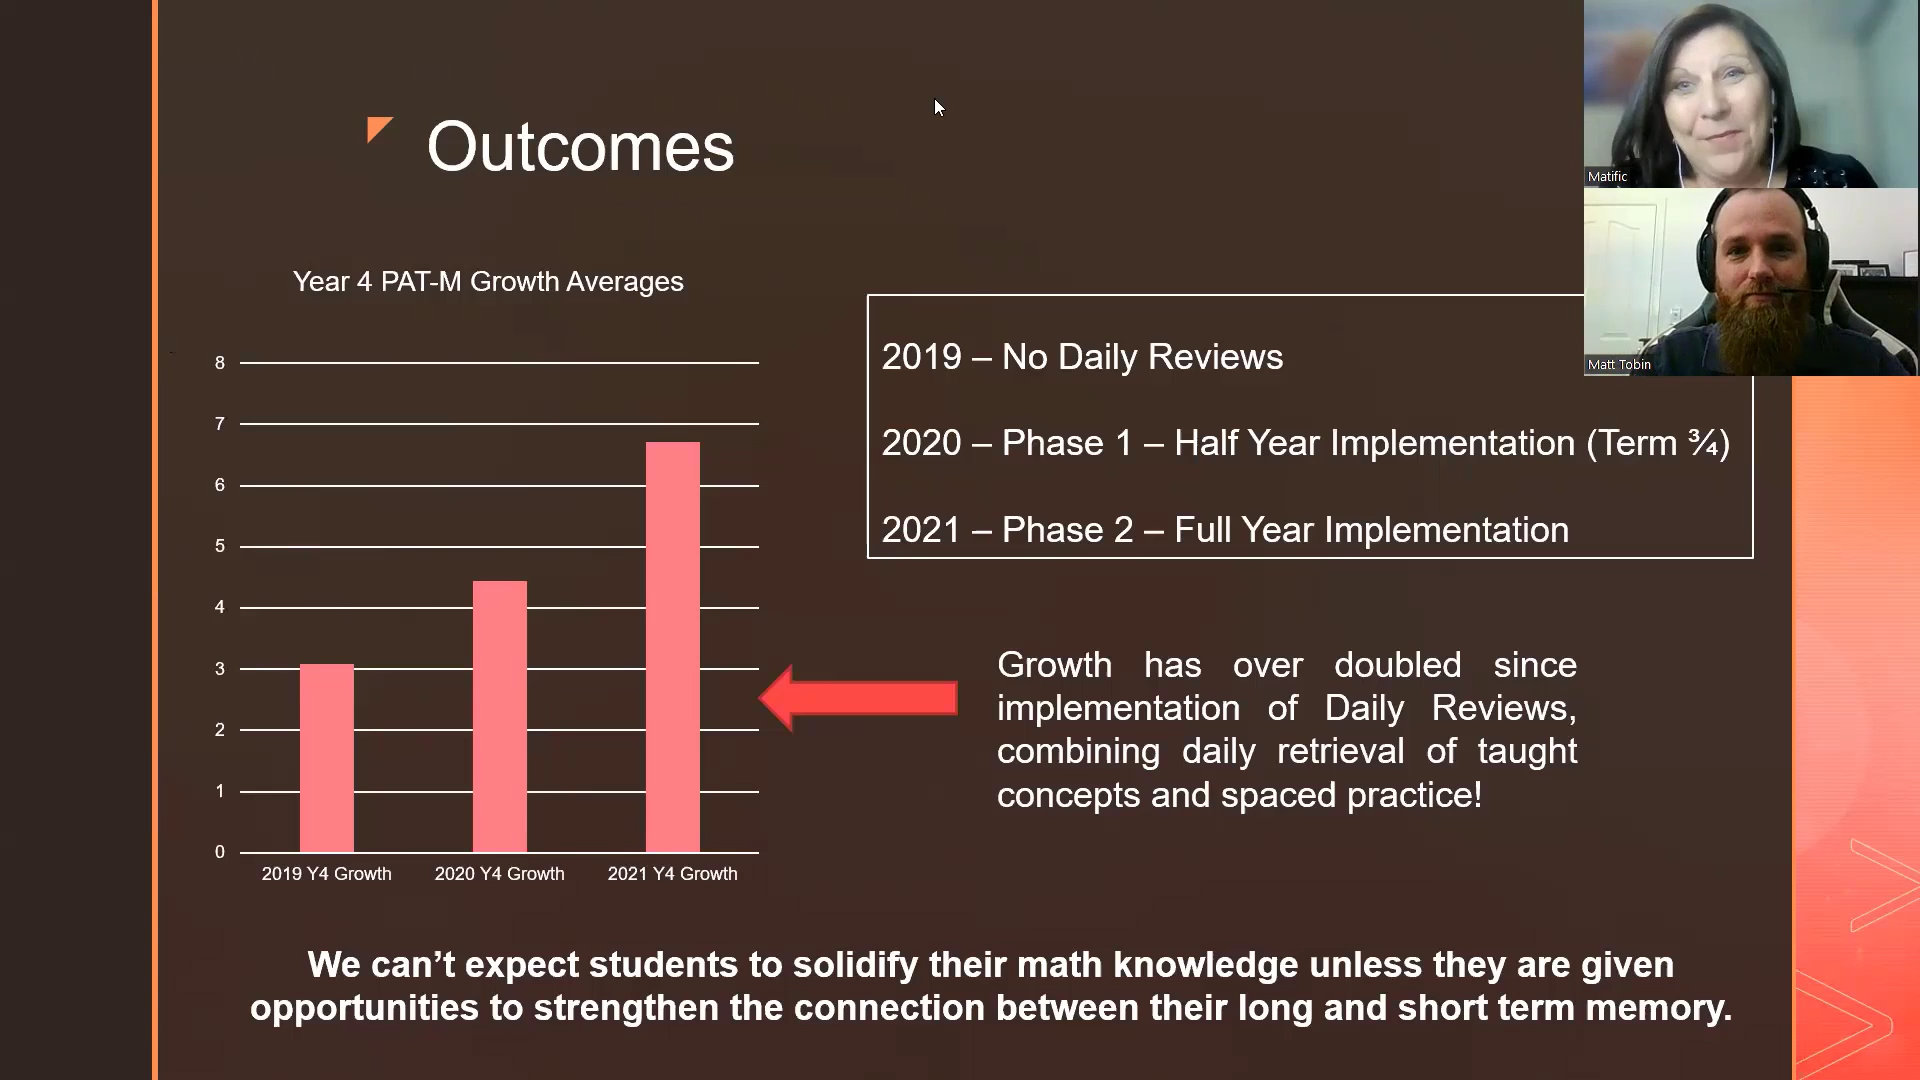 Outcomes
Matific
Matt Tobin
Year 4 PAT-M Growth Averages
8
7
6
5
4
3
2
1
0
2019 Y4 Growth
2020 Y4 Growth
2021 Y4 Growth
2019 – No Daily Reviews
2020 – Phase 1 – Half Year Implementation (Term ¾)
2021 – Phase 2 – Full Year Implementation
Growth has over doubled since
implementation of Daily Reviews,
combining daily retrieval of taught
concepts and spaced practice!
We can’t expect students to solidify their math knowledge unless they are given
opportunities to strengthen the connection between their long and short term memory.